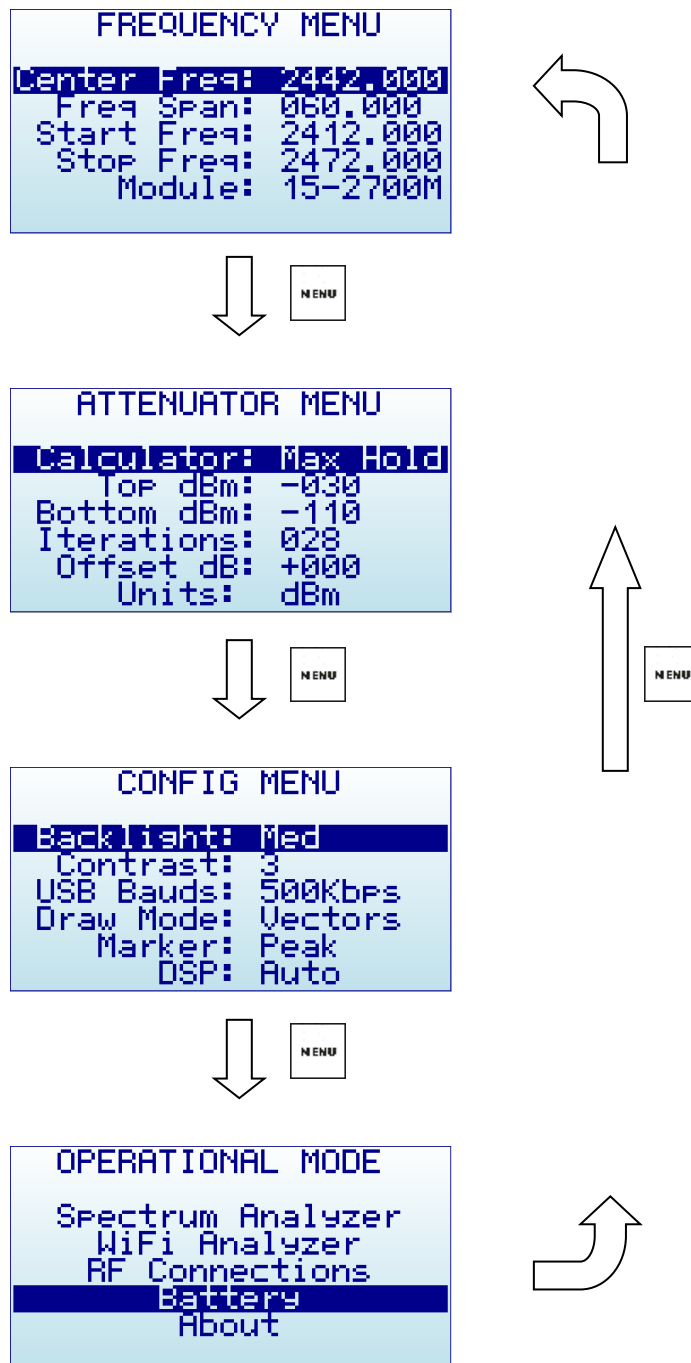 FREQUENCY MENU
Center Freq: 2442.000
Freq Span: 060.000
Start Freq: 2412.000
Stop Freq: 2472.000
Module: 15-2700M
MENU
ATTENUATOR MENU
Calculator: Max Hold
Top dBm: -030
Bottom dBm: -110
Iterations: 028
Offset dB: +000
Units: dBm
MENU
MENU
CONFIG MENU
Backlight: Med
Contrast: 3
USB Bauds: 500Kbps
Draw Mode: Vectors
Marker: Peak
DSP: Auto
MENU
OPERATIONAL MODE
Spectrum Analyzer
WiFi Analyzer
RF Connections
Battery
About